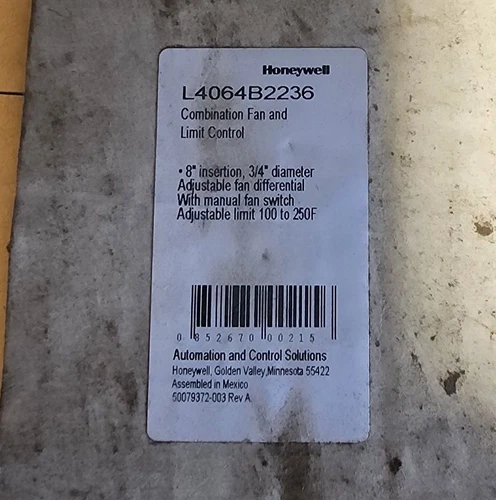 Honeywell
L4064B2236
Combination Fan and
Limit Control
• 8" insertion, 3/4" diameter
Adjustable fan differential
With manual fan switch
Adjustable limit 100 to 250F
0 852670 00215
Automation and Control Solutions
Honeywell, Golden Valley, Minnesota 55422
Assembled in Mexico
50079372-003 Rev A